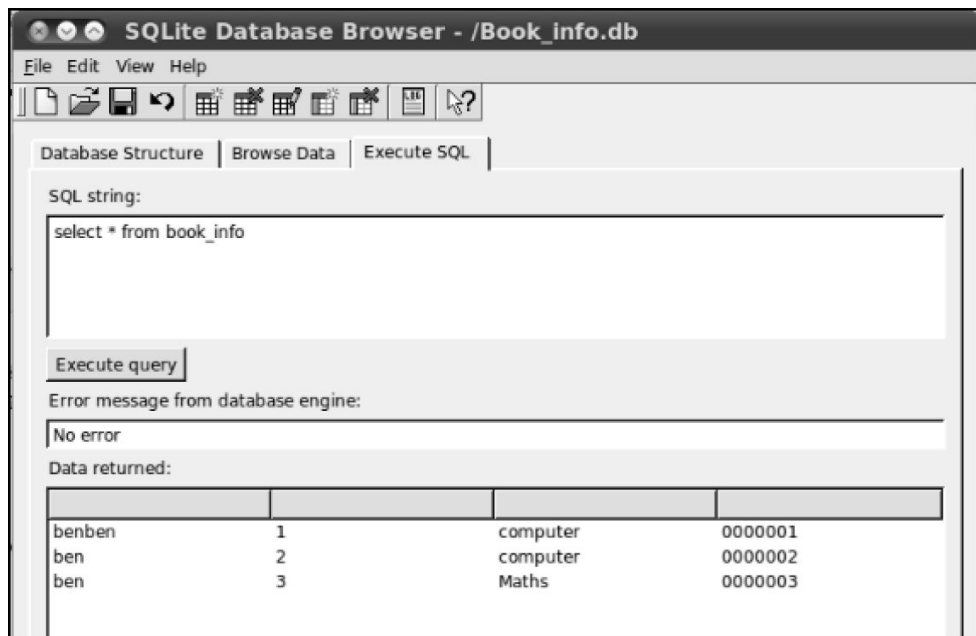 SQLite Database Browser - /Book_info.db
File Edit View Help
LOG ?
Database Structure Browse Data Execute SQL
SQL string:
select * from book_info
Execute query
Error message from database engine:
No error
Data returned:
benben 1 computer 0000001
ben 2 computer 0000002
ben 3 Maths 0000003